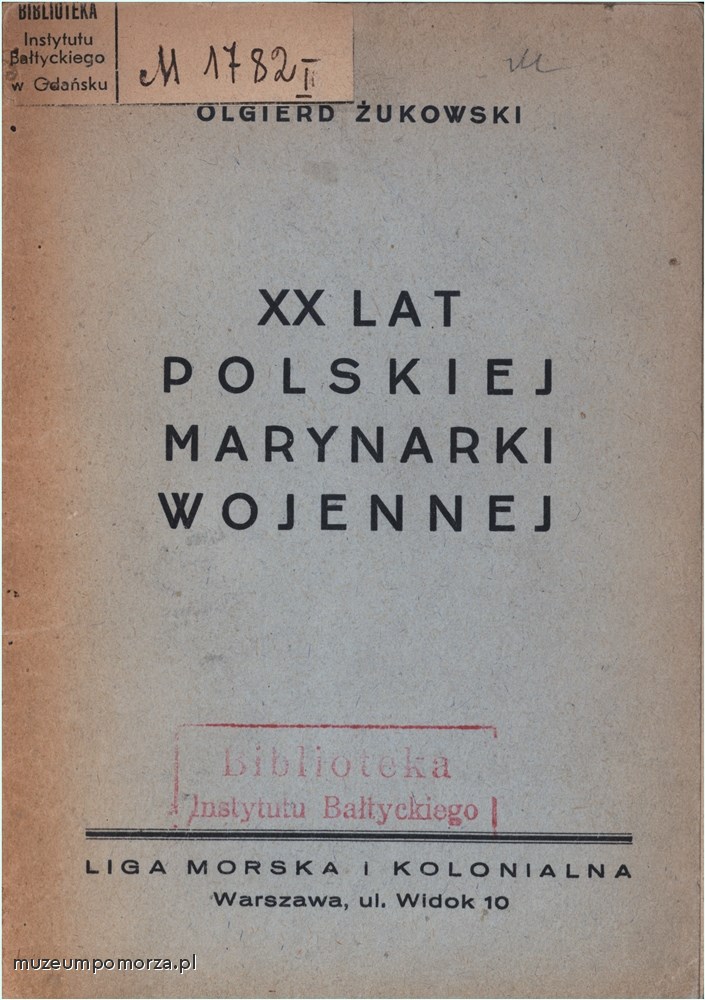 BIBLIOTEKA
Instytutu
Bałtyckiego
w Gdańsku
M 1782 II
OLGIERD ŻUKOWSKI
XX LAT
POLSKIEJ
MARYNARKI
WOJENNEJ
Biblioteka
Instytutu Bałtyckiego
LIGA MORSKA I KOLONIALNA
Warszawa, ul. Widok 10
muzeumpomorza.pl